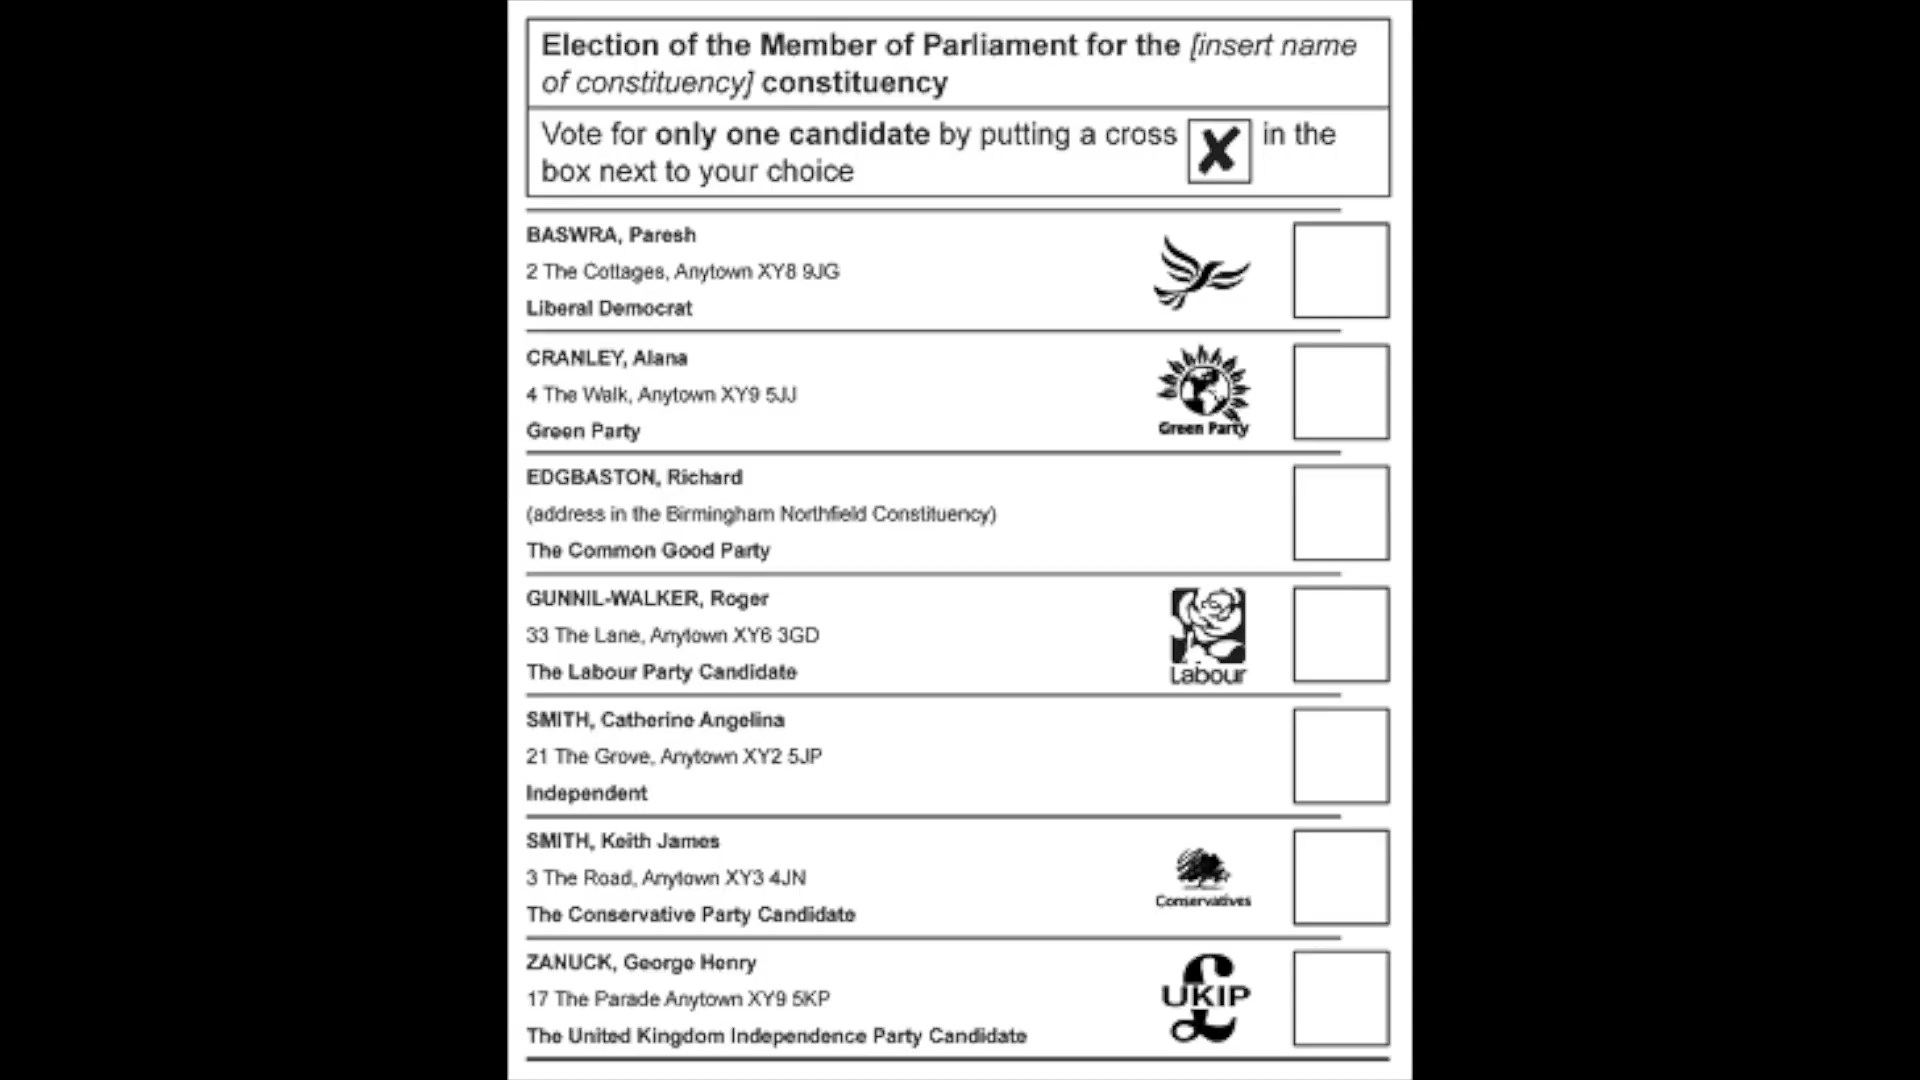 Election of the Member of Parliament for the [insert name
of constituency] constituency
Vote for only one candidate by putting a cross X in the
box next to your choice
BASWRA, Paresh
2 The Cottages, Anytown XY8 9JG
Liberal Democrat
CRANLEY, Alana
4 The Walk, Anytown XY9 5JJ
Green Party
Green Party
EDGBASTON, Richard
(address in the Birmingham Northfield Constituency)
The Common Good Party
GUNNIL-WALKER, Roger
33 The Lane, Anytown XY6 3GD
The Labour Party Candidate
Labour
SMITH, Catherine Angelina
21 The Grove, Anytown XY2 5JP
Independent
SMITH, Keith James
3 The Road, Anytown XY3 4JN
The Conservative Party Candidate
Conservatives
ZANUCK, George Henry
17 The Parade Anytown XY9 5KP
The United Kingdom Independence Party Candidate
£
UKIP